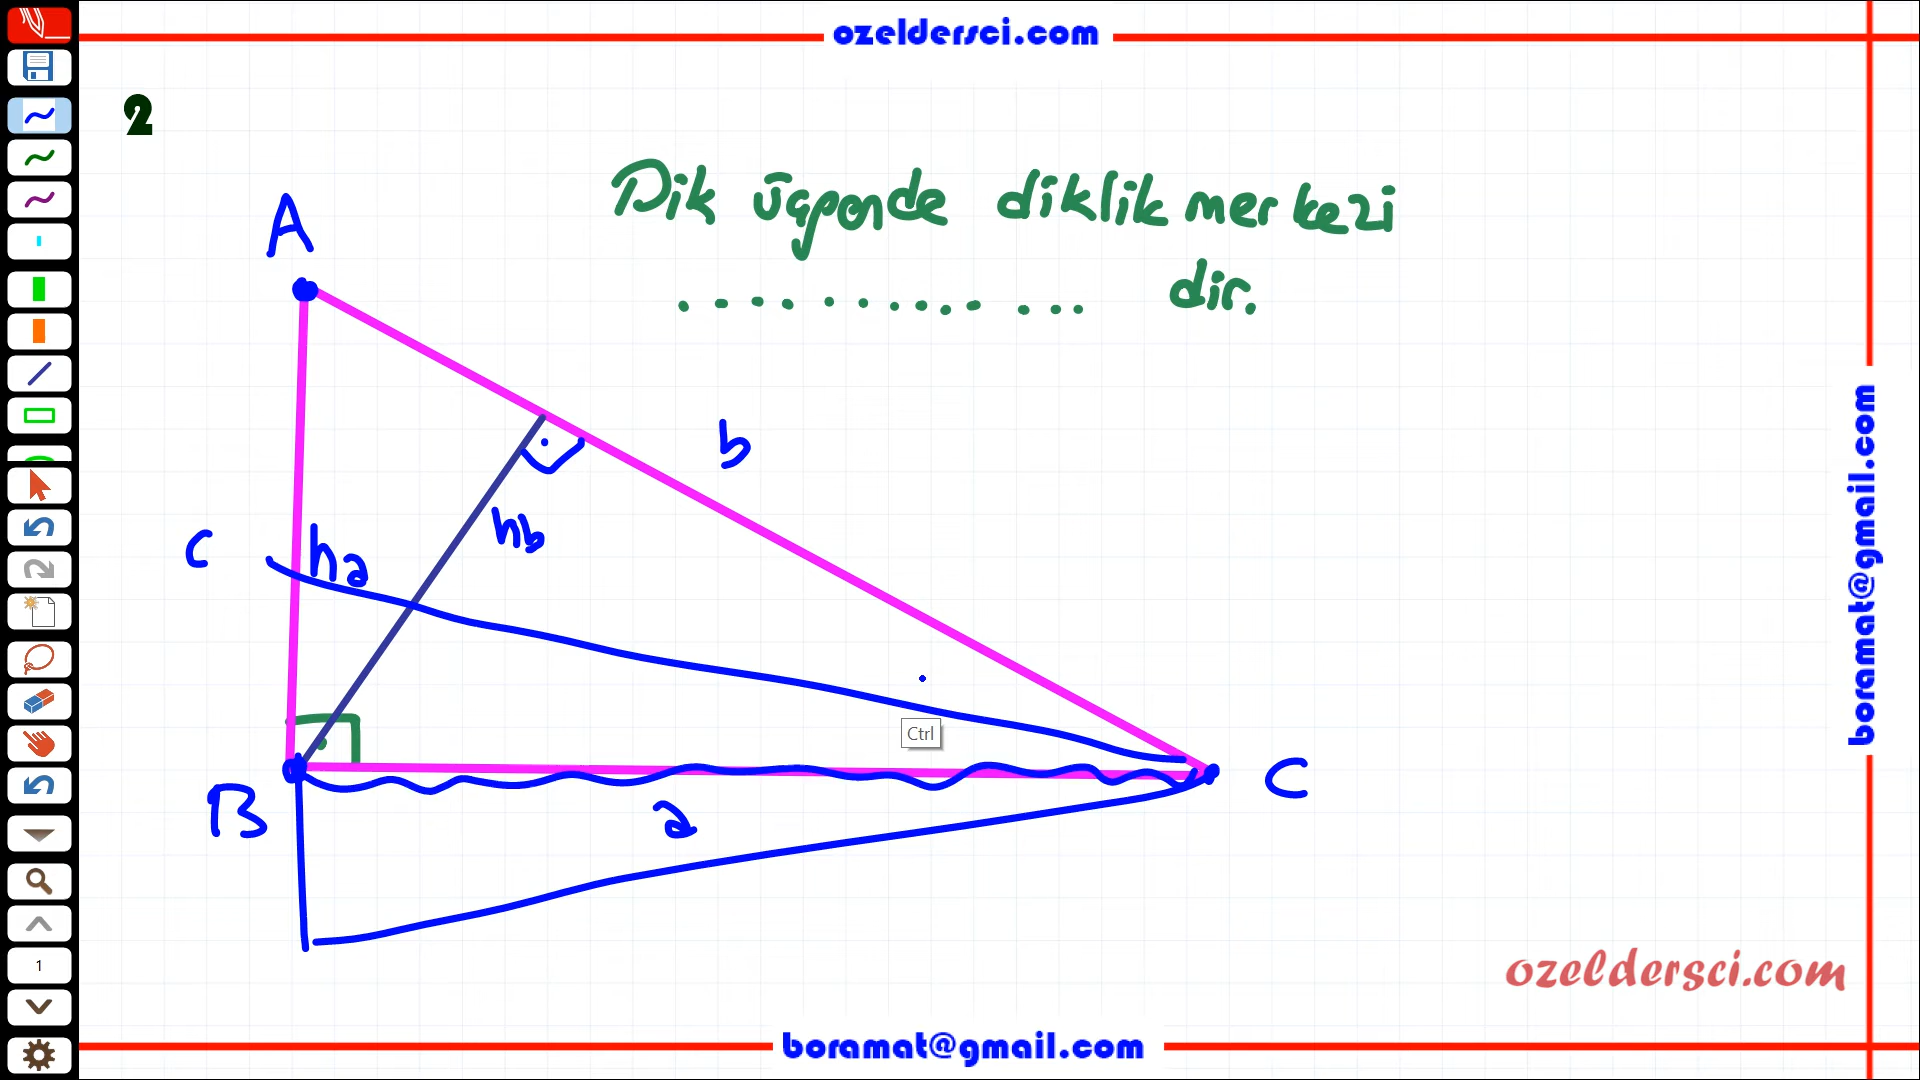 ozeldersci.com
2
Dik üçgende diklik merkezi
.............. dir.
A
b
c
ha
hb
Ctrl
B
a
C
boramat@gmail.com
ozeldersci.com
boramat@gmail.com
1